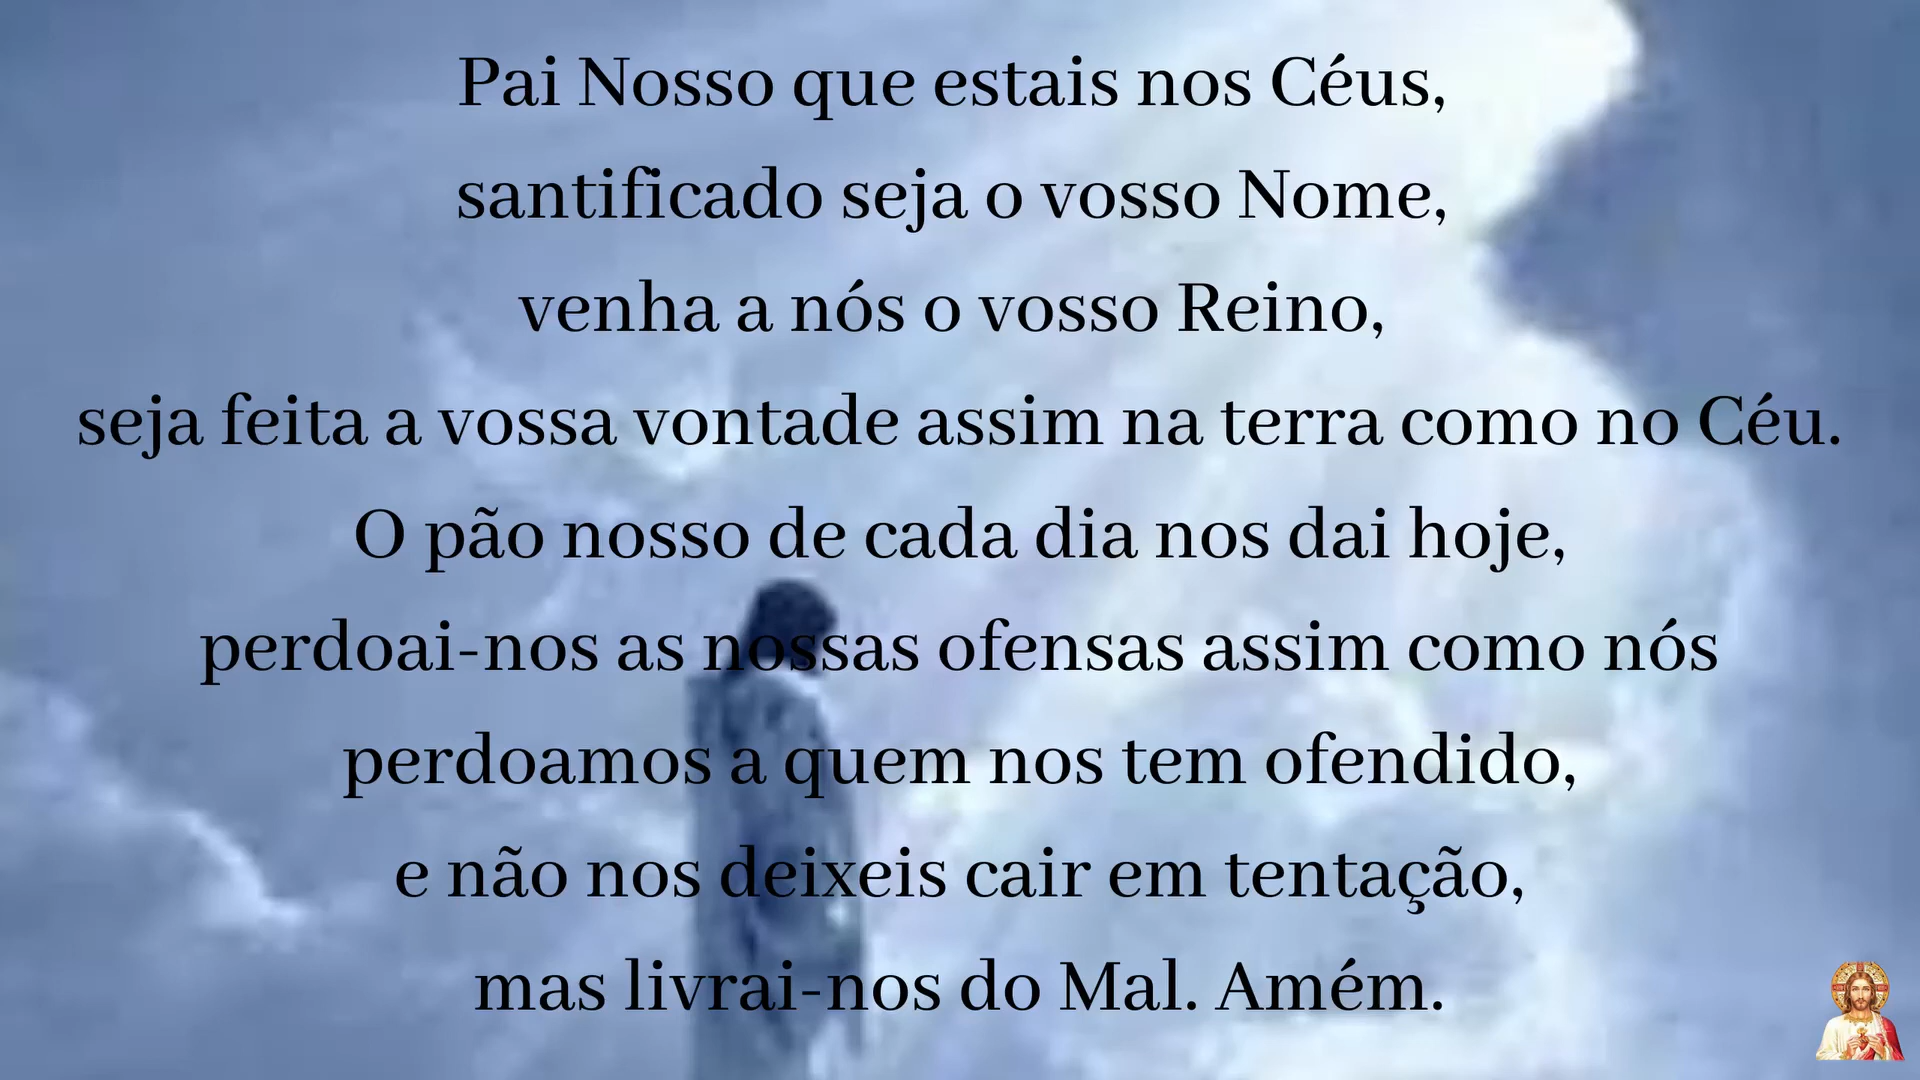 Pai Nosso que estais nos Céus,
santificado seja o vosso Nome,
venha a nós o vosso Reino,
seja feita a vossa vontade assim na terra como no Céu.
O pão nosso de cada dia nos dai hoje,
perdoai-nos as nossas ofensas assim como nós
perdoamos a quem nos tem ofendido,
e não nos deixeis cair em tentação,
mas livrai-nos do Mal. Amém.